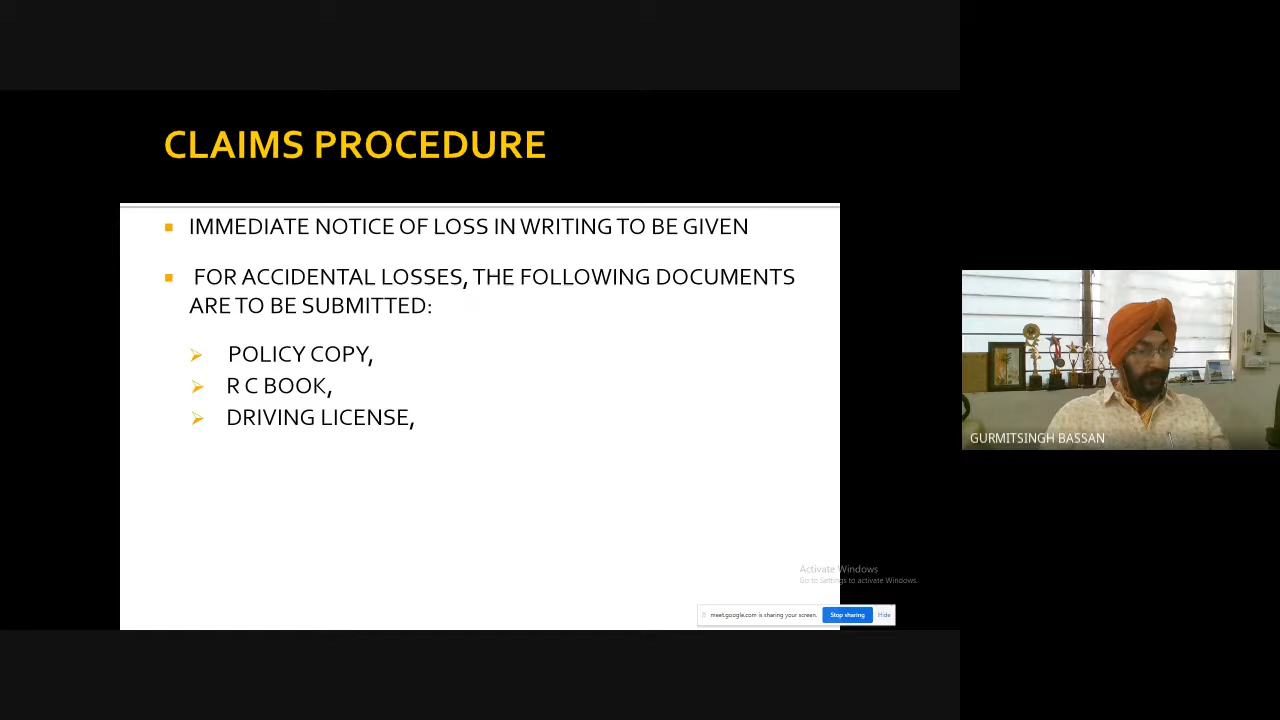 CLAIMS PROCEDURE
IMMEDIATE NOTICE OF LOSS IN WRITING TO BE GIVEN
FOR ACCIDENTAL LOSSES, THE FOLLOWING DOCUMENTS
ARE TO BE SUBMITTED:
POLICY COPY,
R C BOOK,
DRIVING LICENSE,
GURMITSINGH BASSAN
Activate Windows
Go to Settings to activate Windows.
meet.google.com is sharing your screen. Stop sharing Hide